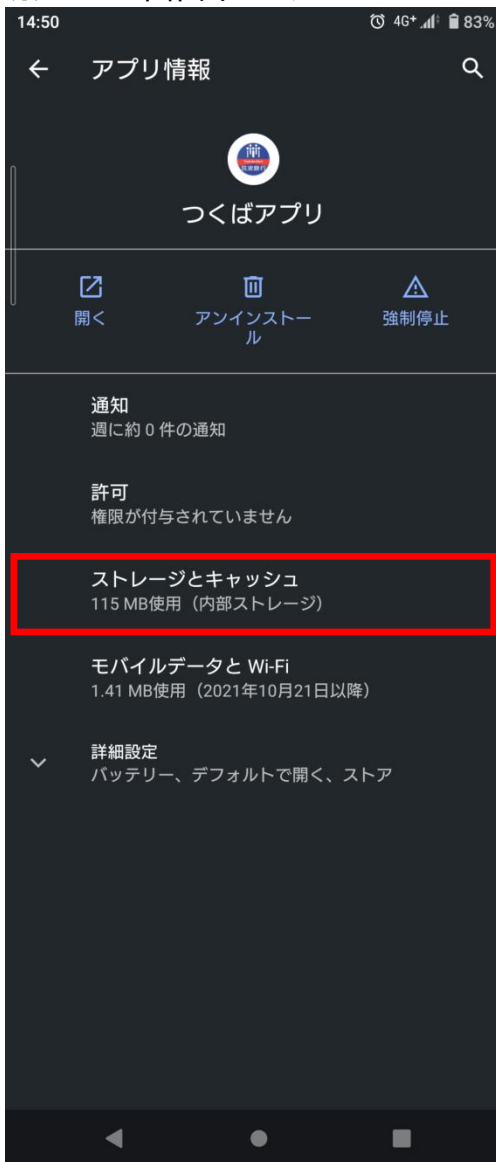 14:50 4G+ 83%
アプリ情報
つくばアプリ
開く アンインストー 強制停止
ル
通知
週に約 0 件の通知
許可
権限が付与されていません
ストレージとキャッシュ
115 MB使用（内部ストレージ）
モバイルデータと Wi-Fi
1.41 MB使用（2021年10月21日以降）
詳細設定
バッテリー、デフォルトで開く、ストア